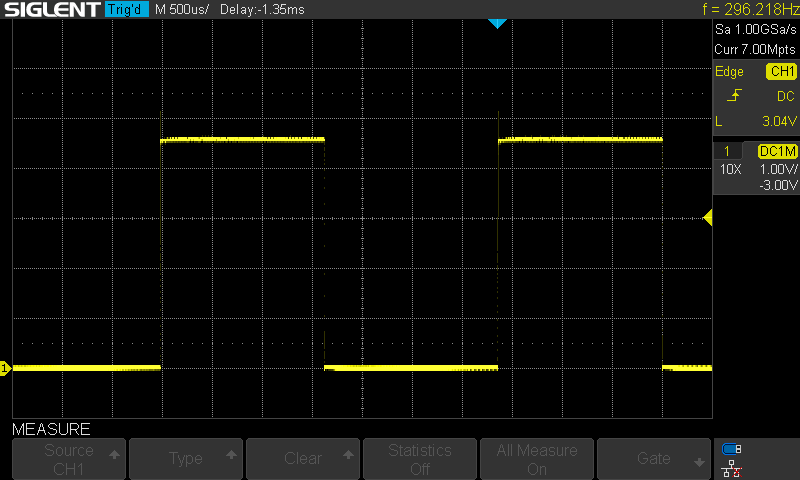 SIGLENT Trig'd M 500us/ Delay:-1.35ms f = 296.218Hz
Sa 1.00GSa/s
Curr 7.00Mpts
Edge CH1
DC
L 3.04V
1 DC1M
10X 1.00V/
-3.00V
1
MEASURE
Source
CH1
Type
Clear
Statistics
Off
All Measure
On
Gate